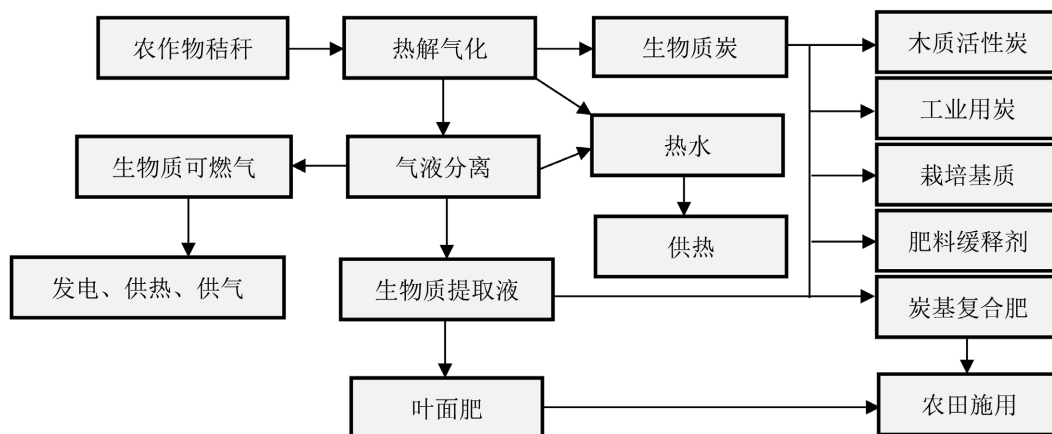 农作物秸秆
热解气化
生物质炭
木质活性炭
工业用炭
生物质可燃气
气液分离
热水
栽培基质
供热
肥料缓释剂
发电、供热、供气
生物质提取液
炭基复合肥
叶面肥
农田施用